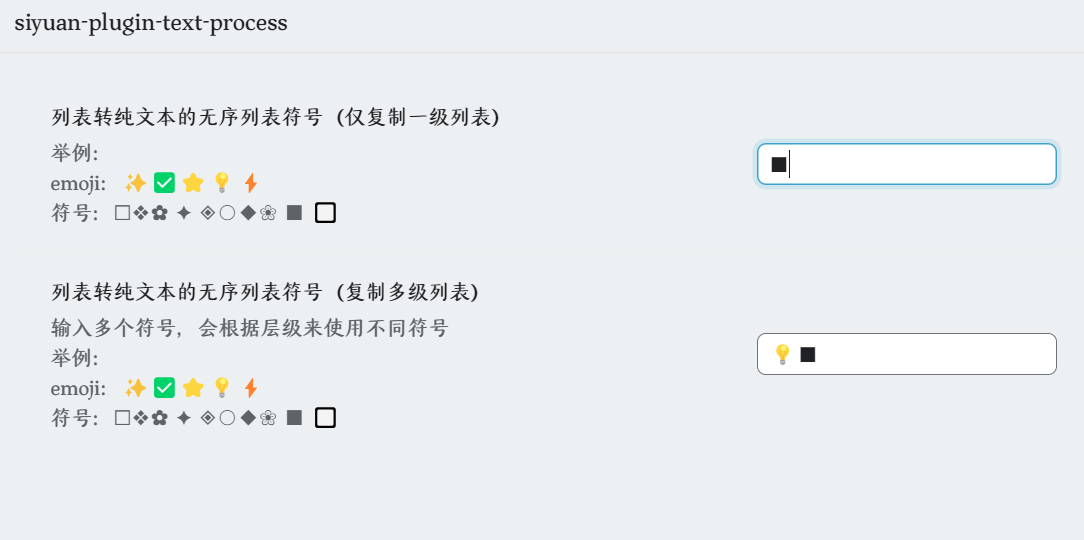 siyuan-plugin-text-process
列表转纯文本的无序列表符号（仅复制一级列表）
举例：
■
emoji： ✨ ✅ ⭐ 💡 ⚡
符号： □❖✿ ✦ ◈○◆❀ ■ ▢
列表转纯文本的无序列表符号（复制多级列表）
输入多个符号，会根据层级来使用不同符号
💡 ■
举例：
emoji： ✨ ✅ ⭐ 💡 ⚡
符号： □❖✿ ✦ ◈○◆❀ ■ ▢